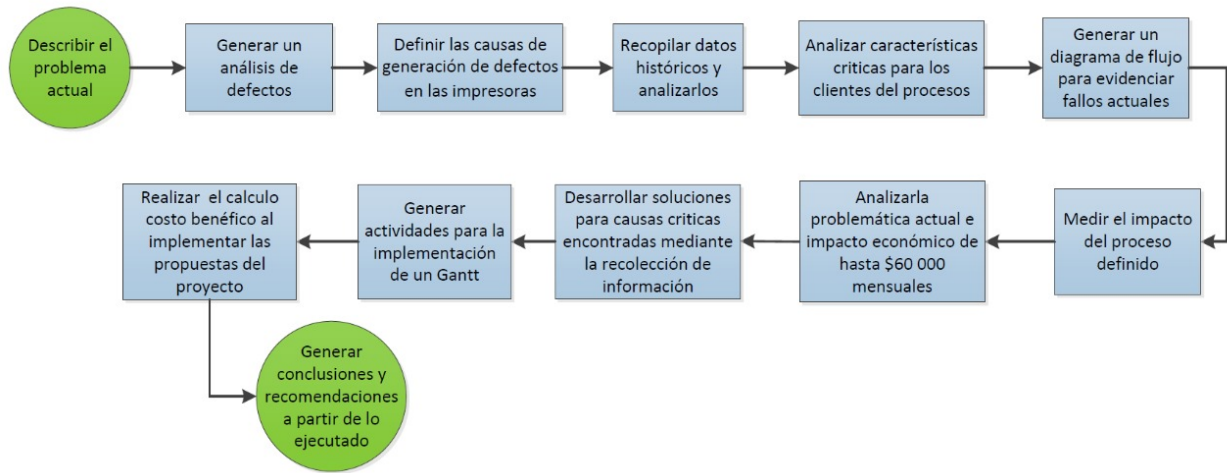 Describir el
problema
actual
Generar un
análisis de
defectos
Definir las causas de
generación de defectos
en las impresoras
Recopilar datos
históricos y
analizarlos
Analizar características
criticas para los
clientes del procesos
Generar un
diagrama de flujo
para evidenciar
fallos actuales
Medir el impacto
del proceso
definido
Analizarla
problemática actual e
impacto económico de
hasta $60 000
mensuales
Desarrollar soluciones
para causas criticas
encontradas mediante
la recolección de
información
Generar
actividades para la
implementación
de un Gantt
Realizar el calculo
costo benéfico al
implementar las
propuestas del
proyecto
Generar
conclusiones y
recomendaciones
a partir de lo
ejecutado